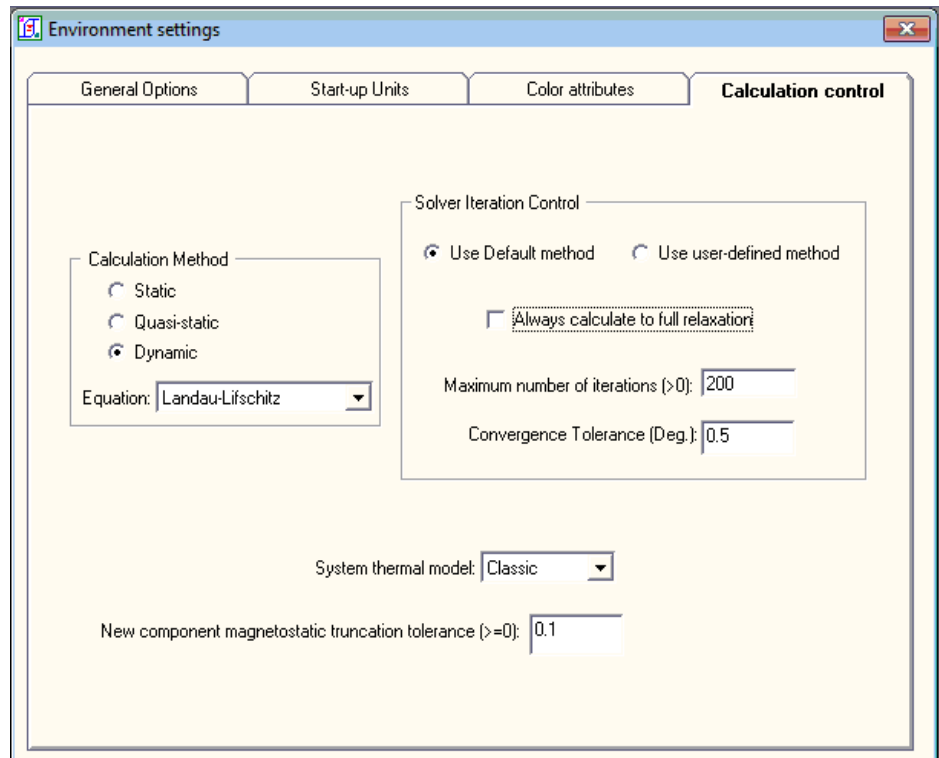 Environment settings
General Options
Start-up Units
Color attributes
Calculation control
Calculation Method
Static
Quasi-static
Dynamic
Equation: Landau-Lifschitz
Solver Iteration Control
Use Default method
Use user-defined method
Always calculate to full relaxation
Maximum number of iterations (>0): 200
Convergence Tolerance (Deg.): 0.5
System thermal model: Classic
New component magnetostatic truncation tolerance (>=0): 0.1